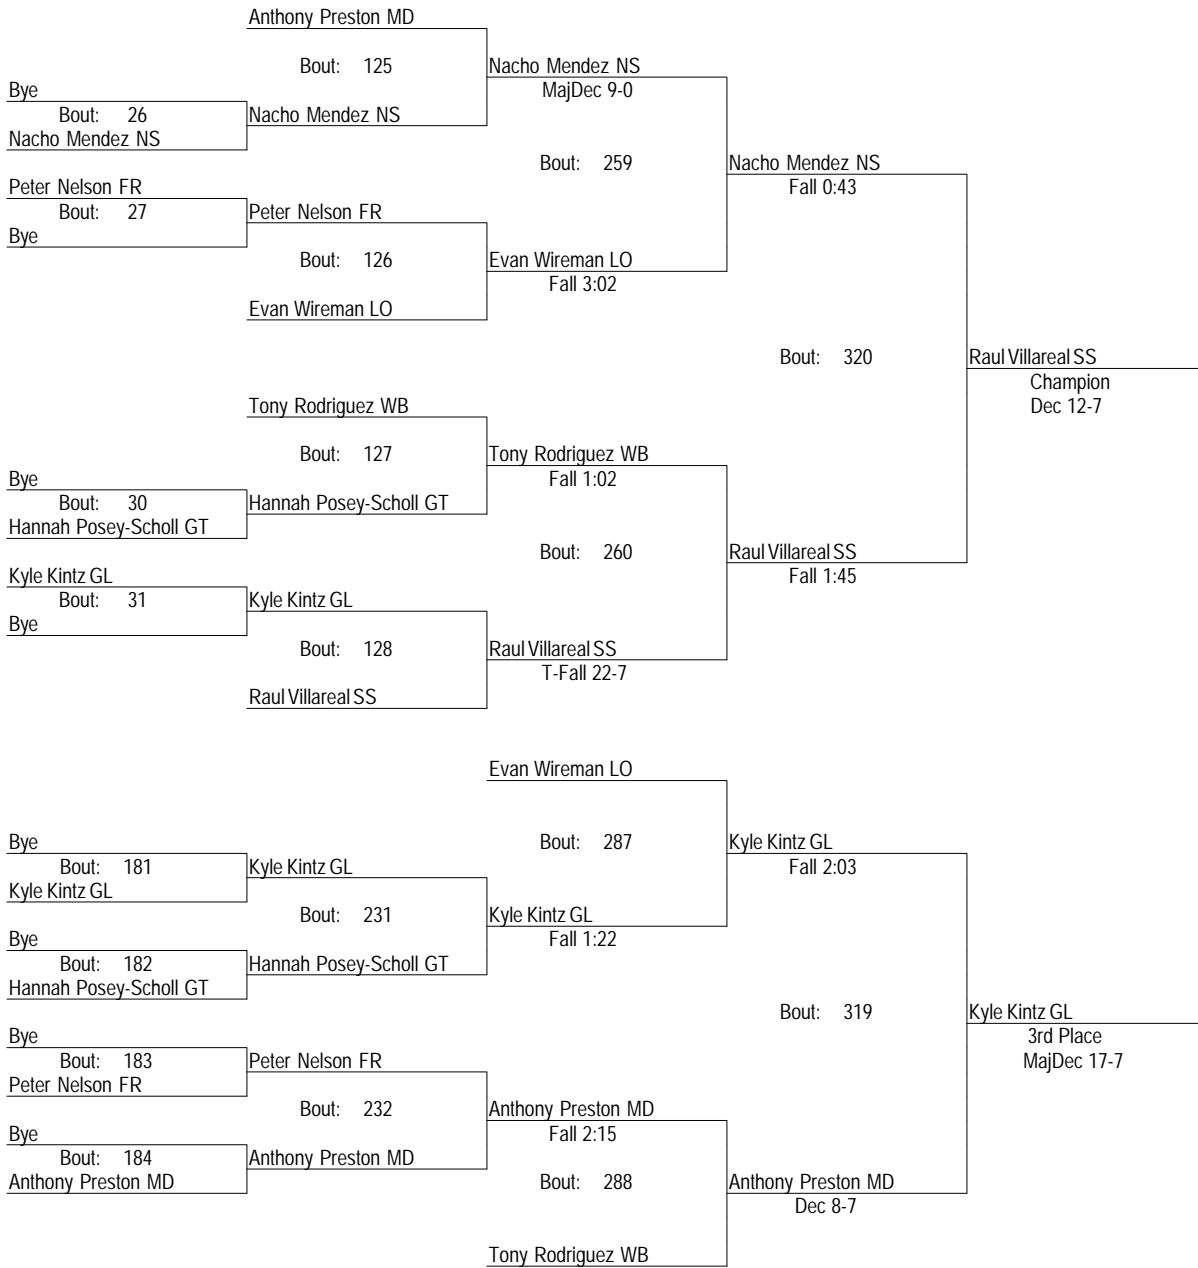 Anthony Preston MD
Bout: 125
Nacho Mendez NS
MajDec 9-0
Bye
Bout: 26
Nacho Mendez NS
Nacho Mendez NS
Bout: 259
Nacho Mendez NS
Fall 0:43
Peter Nelson FR
Bout: 27
Peter Nelson FR
Bye
Bout: 126
Evan Wireman LO
Fall 3:02
Evan Wireman LO
Bout: 320
Raul Villareal SS
Champion
Dec 12-7
Tony Rodriguez WB
Bout: 127
Tony Rodriguez WB
Fall 1:02
Bye
Bout: 30
Hannah Posey-Scholl GT
Hannah Posey-Scholl GT
Bout: 260
Raul Villareal SS
Fall 1:45
Kyle Kintz GL
Bout: 31
Kyle Kintz GL
Bye
Bout: 128
Raul Villareal SS
T-Fall 22-7
Raul Villareal SS
Evan Wireman LO
Bout: 287
Kyle Kintz GL
Fall 2:03
Bye
Bout: 181
Kyle Kintz GL
Kyle Kintz GL
Bout: 231
Kyle Kintz GL
Fall 1:22
Bye
Bout: 182
Hannah Posey-Scholl GT
Hannah Posey-Scholl GT
Bout: 319
Kyle Kintz GL
3rd Place
MajDec 17-7
Bye
Bout: 183
Peter Nelson FR
Peter Nelson FR
Bout: 232
Anthony Preston MD
Fall 2:15
Bye
Bout: 184
Anthony Preston MD
Anthony Preston MD
Bout: 288
Anthony Preston MD
Dec 8-7
Tony Rodriguez WB